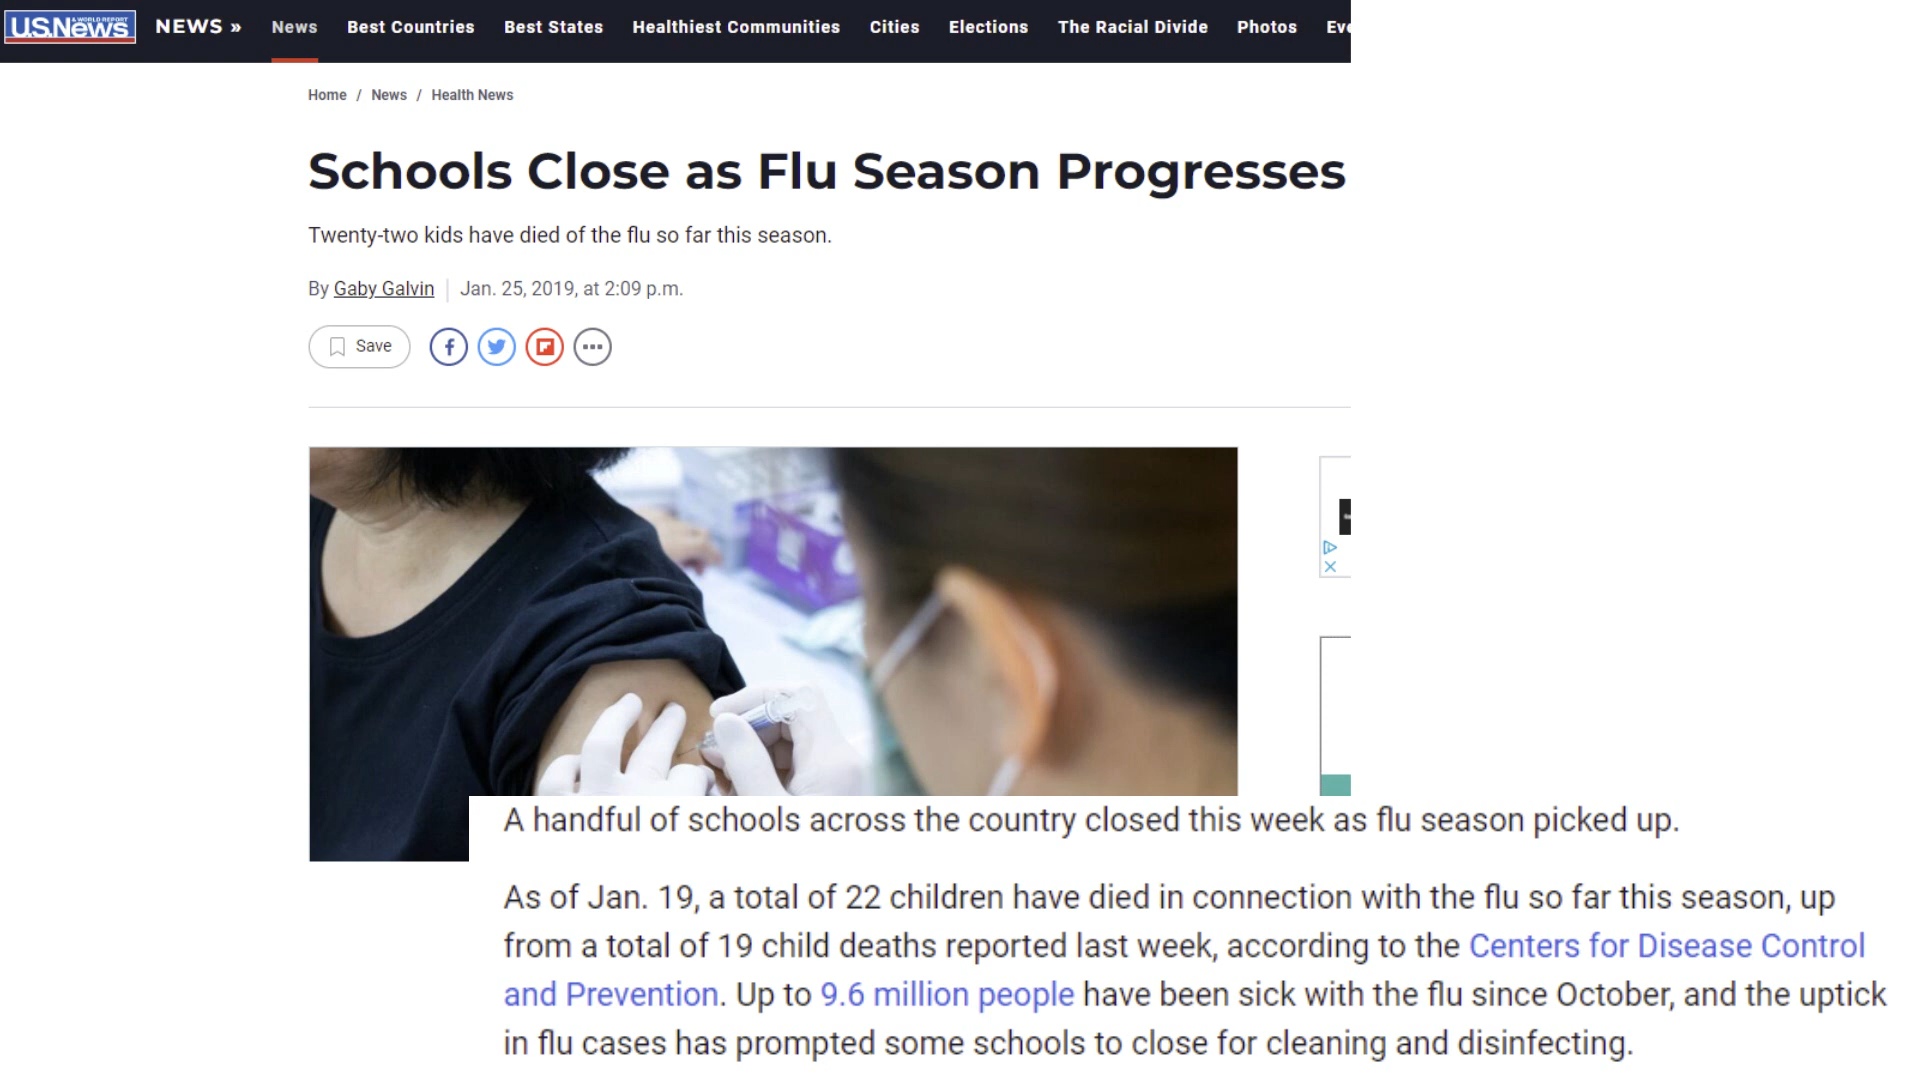 U.S.News
& WORLD REPORT
NEWS » News Best Countries Best States Healthiest Communities Cities Elections The Racial Divide Photos
Home / News / Health News
Schools Close as Flu Season Progresses
Twenty-two kids have died of the flu so far this season.
By Gaby Galvin | Jan. 25, 2019, at 2:09 p.m.
Save
A handful of schools across the country closed this week as flu season picked up.
As of Jan. 19, a total of 22 children have died in connection with the flu so far this season, up
from a total of 19 child deaths reported last week, according to the Centers for Disease Control
and Prevention. Up to 9.6 million people have been sick with the flu since October, and the uptick
in flu cases has prompted some schools to close for cleaning and disinfecting.